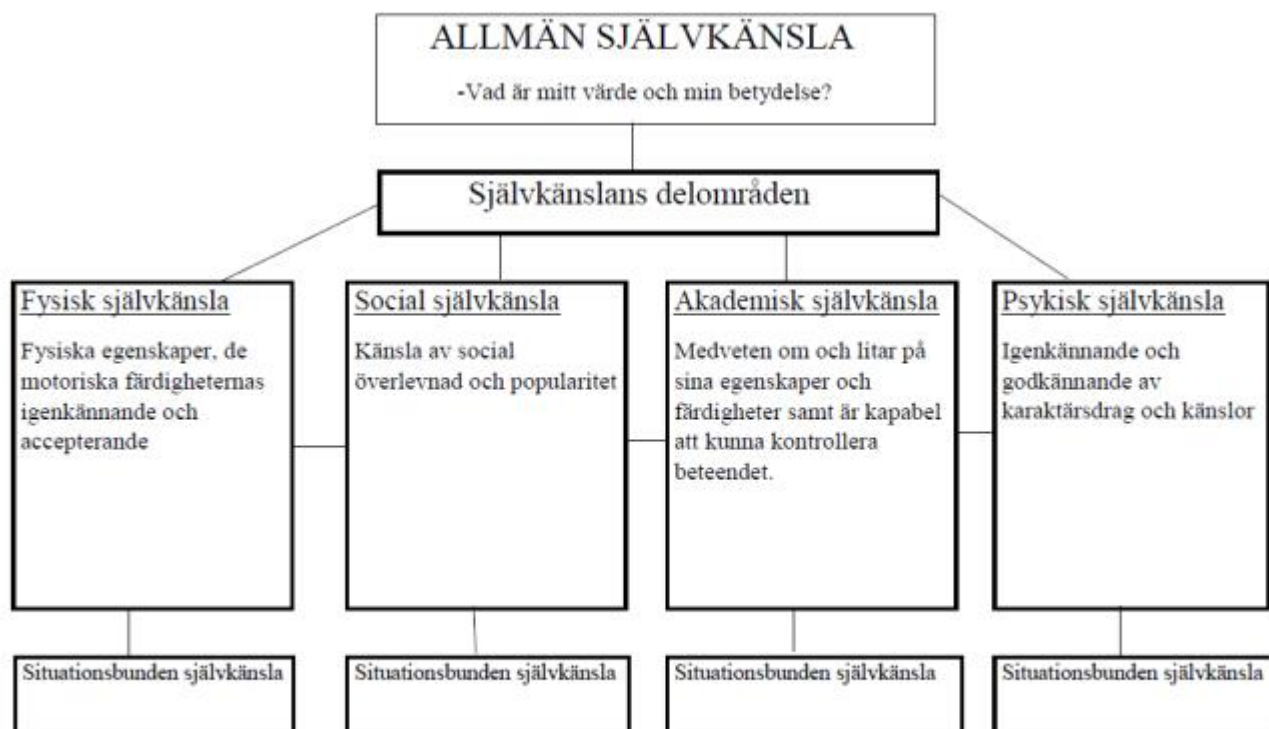 ALLMÄN SJÄLVKÄNSLA
-Vad är mitt värde och min betydelse?
Självkänslans delområden
Fysisk självkänsla
Fysiska egenskaper, de
motoriska färdigheternas
igenkännande och
accepterande
Social självkänsla
Känsla av social
överlevnad och popularitet
Akademisk självkänsla
Medveten om och litar på
sina egenskaper och
färdigheter samt är kapabel
att kunna kontrollera
beteendet.
Psykisk självkänsla
Igenkännande och
godkännande av
karaktärsdrag och känslor
Situationsbunden självkänsla
Situationsbunden självkänsla
Situationsbunden självkänsla
Situationsbunden självkänsla